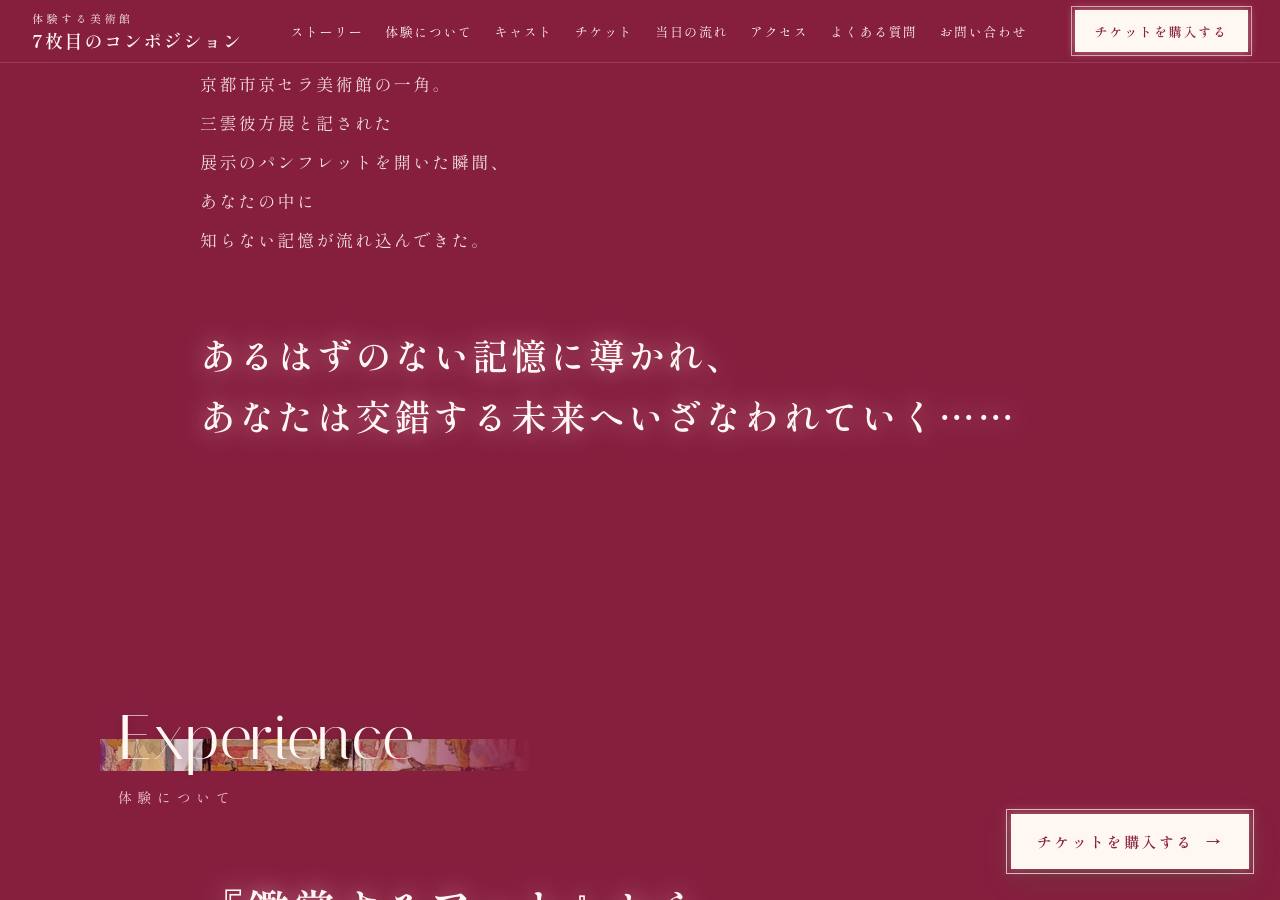 体験する美術館
7枚目のコンポジション
ストーリー 体験について キャスト チケット 当日の流れ アクセス よくある質問 お問い合わせ
チケットを購入する
京都市京セラ美術館の一角。
三雲彼方展と記された
展示のパンフレットを開いた瞬間、
あなたの中に
知らない記憶が流れ込んできた。
あるはずのない記憶に導かれ、
あなたは交錯する未来へいざなわれていく……
Experience
体験について
チケットを購入する →
『鑑賞するアート』から